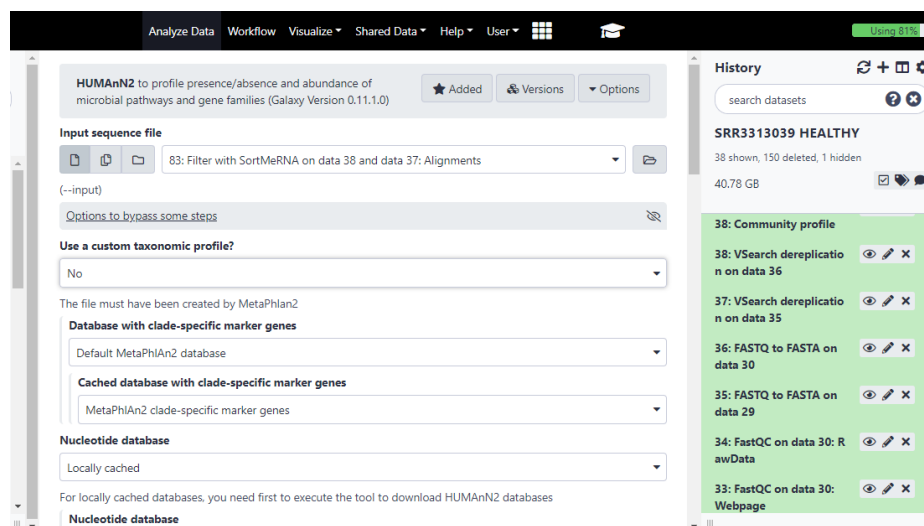 Analyze Data Workflow Visualize Shared Data Help User Using 81%
HUMAnN2 to profile presence/absence and abundance of
microbial pathways and gene families (Galaxy Version 0.11.1.0)
Added Versions Options
Input sequence file
83: Filter with SortMeRNA on data 38 and data 37: Alignments
(--input)
Options to bypass some steps
Use a custom taxonomic profile?
No
The file must have been created by MetaPhlan2
Database with clade-specific marker genes
Default MetaPhlAn2 database
Cached database with clade-specific marker genes
MetaPhlAn2 clade-specific marker genes
Nucleotide database
Locally cached
For locally cached databases, you need first to execute the tool to download HUMAnN2 databases
Nucleotide database
History
search datasets
SRR3313039 HEALTHY
38 shown, 150 deleted, 1 hidden
40.78 GB
38: Community profile
38: VSearch dereplicatio
n on data 36
37: VSearch dereplicatio
n on data 35
36: FASTQ to FASTA on
data 30
35: FASTQ to FASTA on
data 29
34: FastQC on data 30: R
awData
33: FastQC on data 30:
Webpage